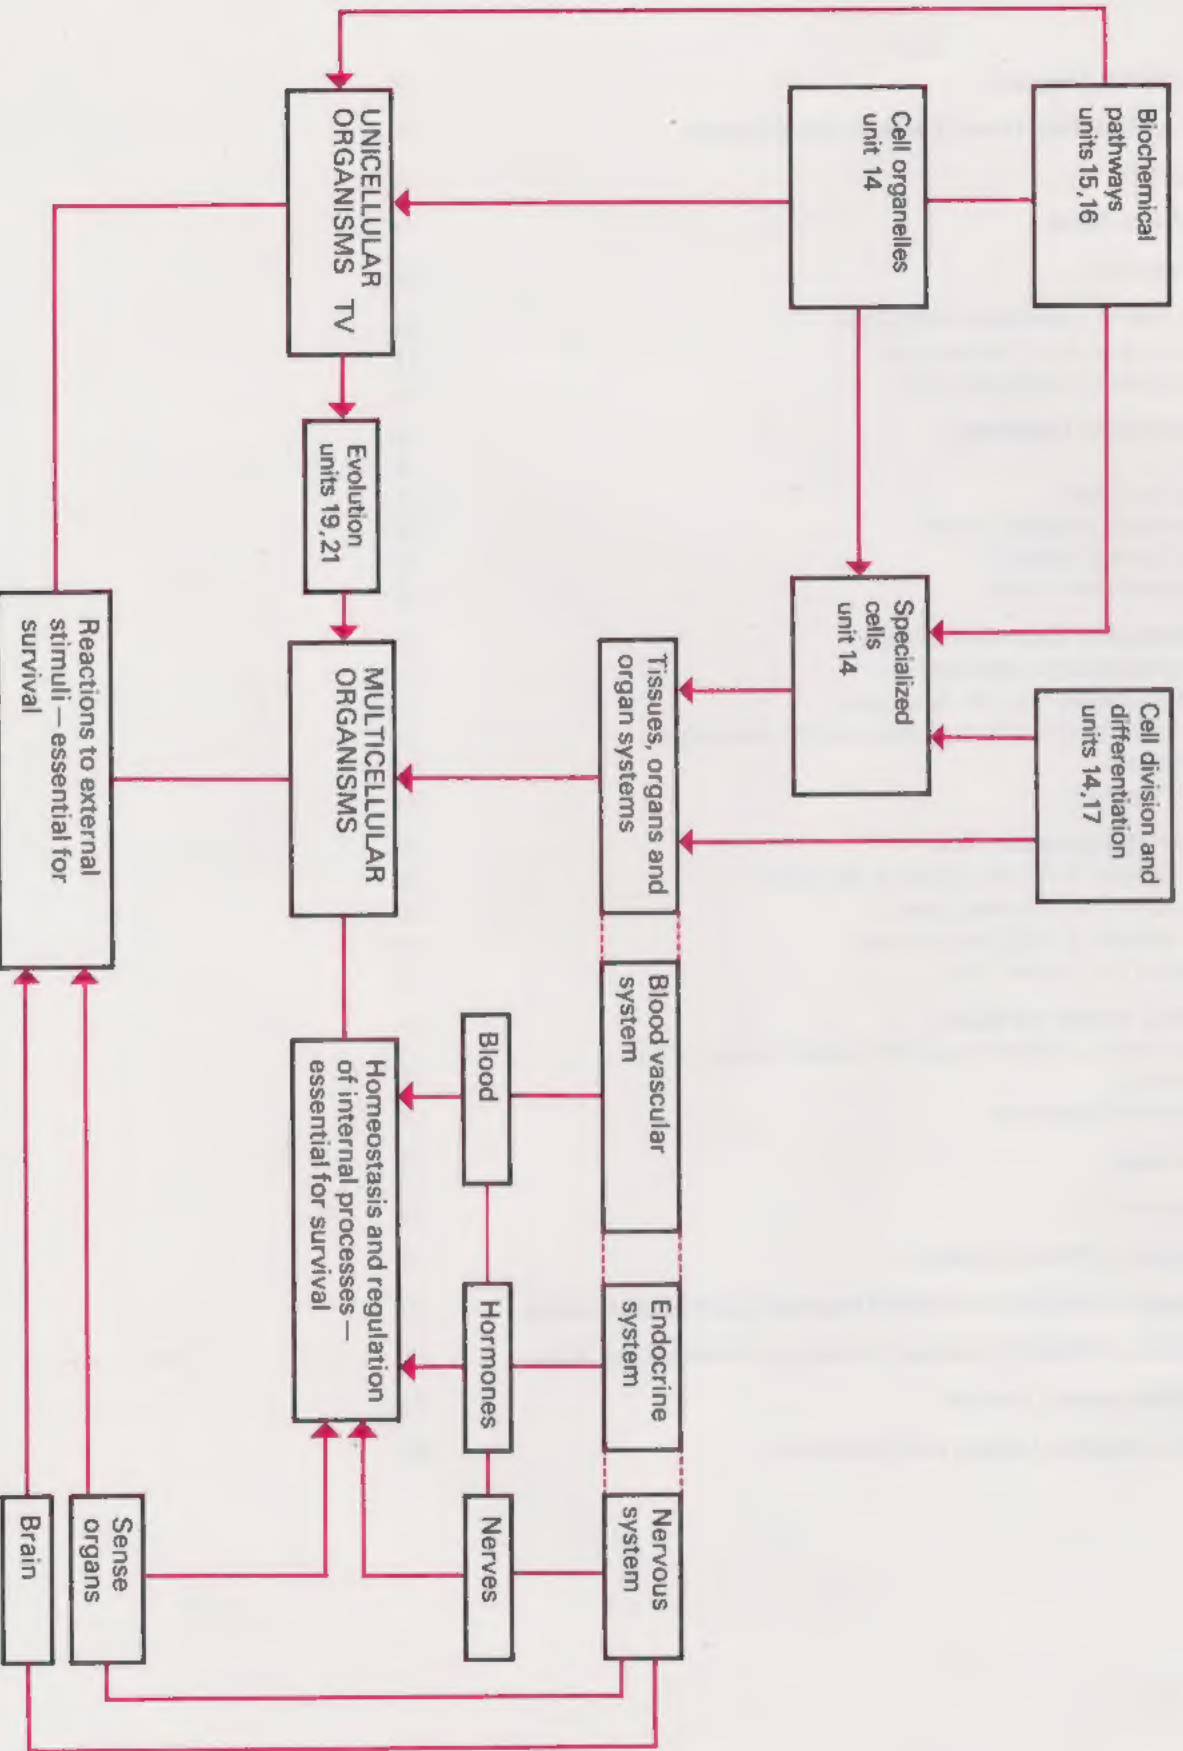 Biochemical
pathways
units 15,16
Cell division and
differentiation
units 14,17
Cell organelles
unit 14
Specialized
cells
unit 14
Tissues, organs and
organ systems
Blood vascular
system
Endocrine
system
Nervous
system
Blood
Hormones
Nerves
UNICELLULAR
ORGANISMS TV
Evolution
units 19,21
MULTICELLULAR
ORGANISMS
Homeostasis and regulation
of internal processes—
essential for survival
Reactions to external
stimuli — essential for
survival
Sense
organs
Brain